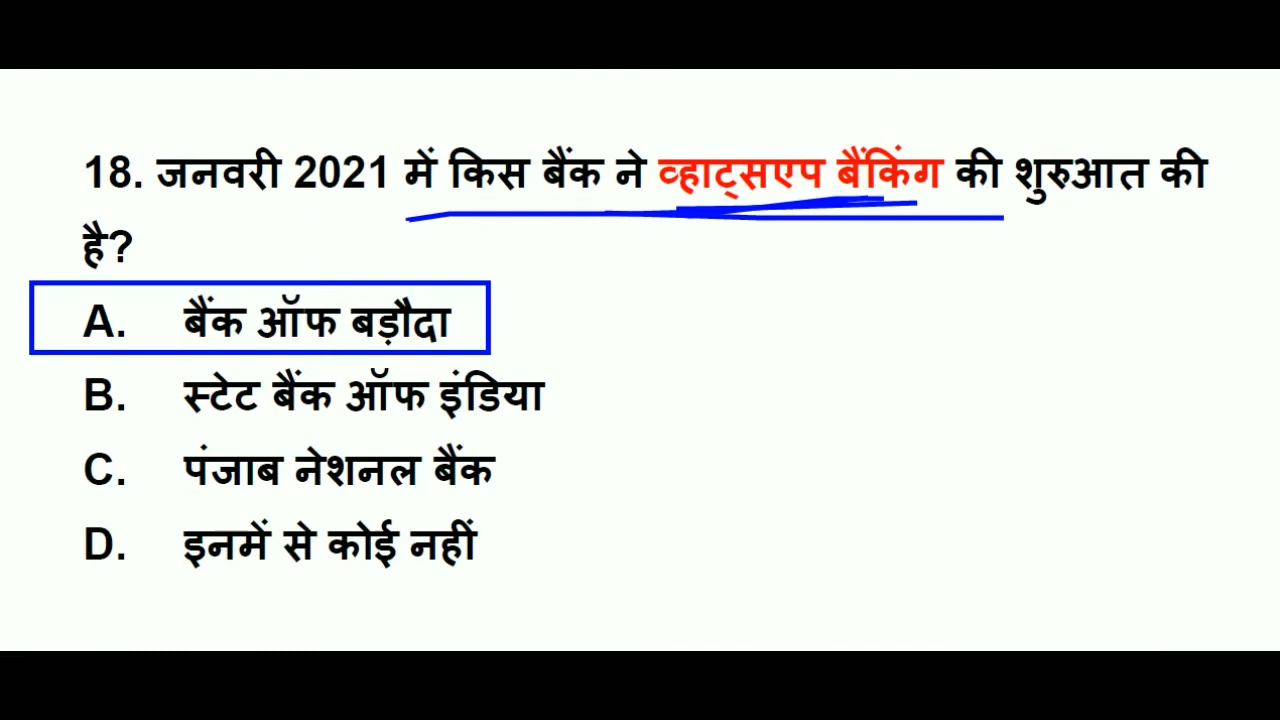 18. जनवरी 2021 में किस बैंक ने व्हाट्सएप बैंकिंग की शुरुआत की
है?
A. बैंक ऑफ बड़ौदा
B. स्टेट बैंक ऑफ इंडिया
C. पंजाब नेशनल बैंक
D. इनमें से कोई नहीं